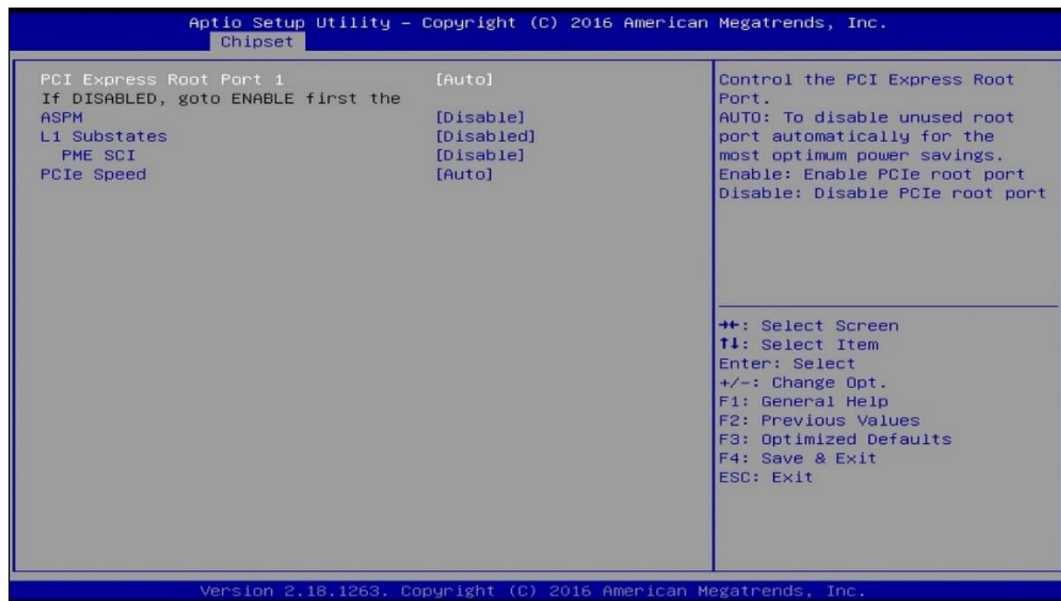 Aptio Setup Utility – Copyright (C) 2016 American Megatrends, Inc.
Chipset
PCI Express Root Port 1 [Auto]
If DISABLED, goto ENABLE first the
ASPM [Disable]
L1 Substates [Disabled]
PME SCI [Disable]
PCIe Speed [Auto]
Control the PCI Express Root
Port.
AUTO: To disable unused root
port automatically for the
most optimum power savings.
Enable: Enable PCIe root port
Disable: Disable PCIe root port
→←: Select Screen
↑↓: Select Item
Enter: Select
+/-: Change Opt.
F1: General Help
F2: Previous Values
F3: Optimized Defaults
F4: Save & Exit
ESC: Exit
Version 2.18.1263. Copyright (C) 2016 American Megatrends, Inc.